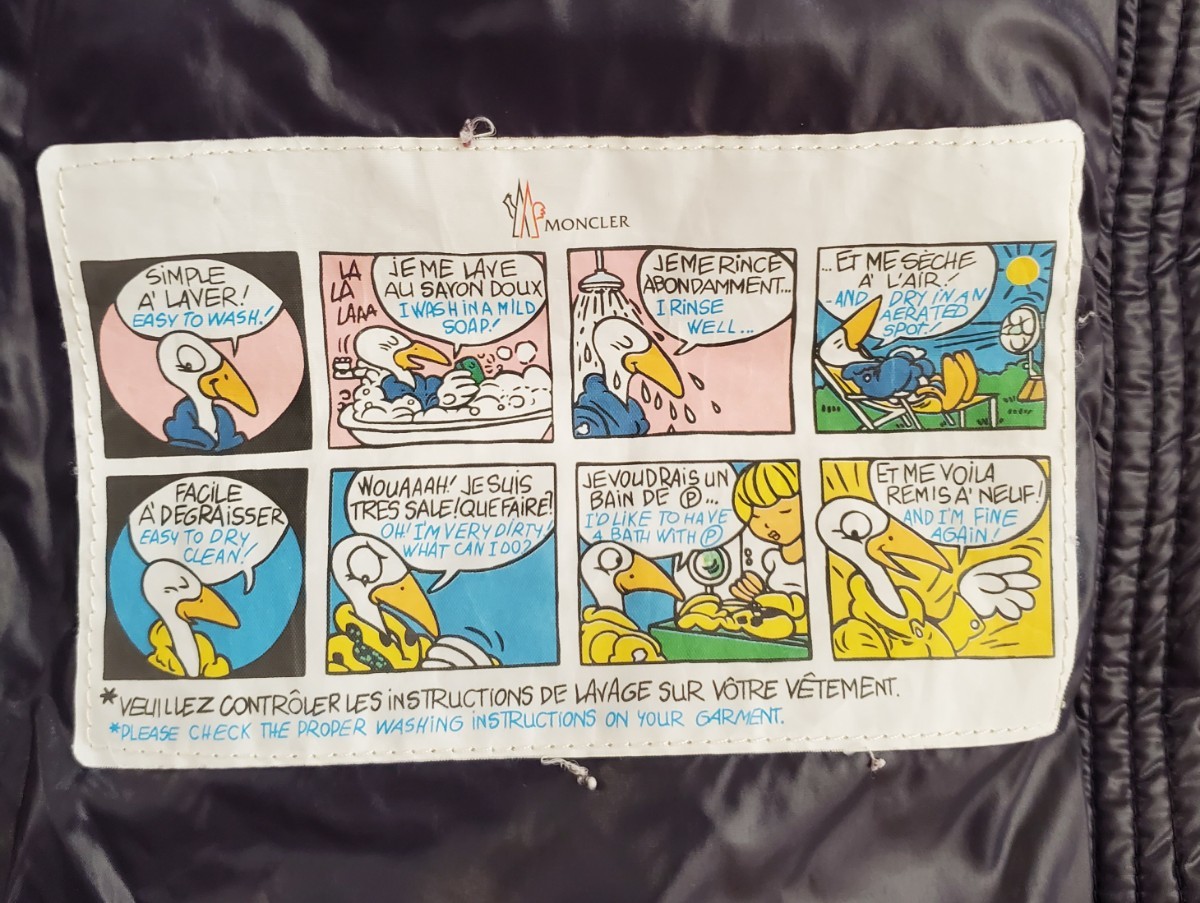 MONCLER
SIMPLE
A' LAVER!
EASY TO WASH!
LA
LA
LAAA
JE ME LAVE
AU SAYON DOUX
I WASH IN A MILD
SOAP!
JE ME RINCE
ABONDAMMENT...
I RINSE
WELL...
... ET ME SÈCHE
A' L'AIR!
-AND DRY IN AN
AERATED
SPOT!
FACILE
A' DEGRAISSER
EASY TO DRY
CLEAN!
WOUAAAH! JE SUIS
TRES SALE! QUE FAIRE?
OH! I'M VERY DIRTY!
WHAT CAN I DO?
JE VOUDRAIS UN
BAIN DE Ⓟ...
I'D LIKE TO HAVE
A BATH WITH Ⓟ
ET ME VOILA
REMIS A' NEUF!
AND I'M FINE
AGAIN!
*VEUILLEZ CONTRÔLER LES INSTRUCTIONS DE LAVAGE SUR VÔTRE VÊTEMENT.
*PLEASE CHECK THE PROPER WASHING INSTRUCTIONS ON YOUR GARMENT.